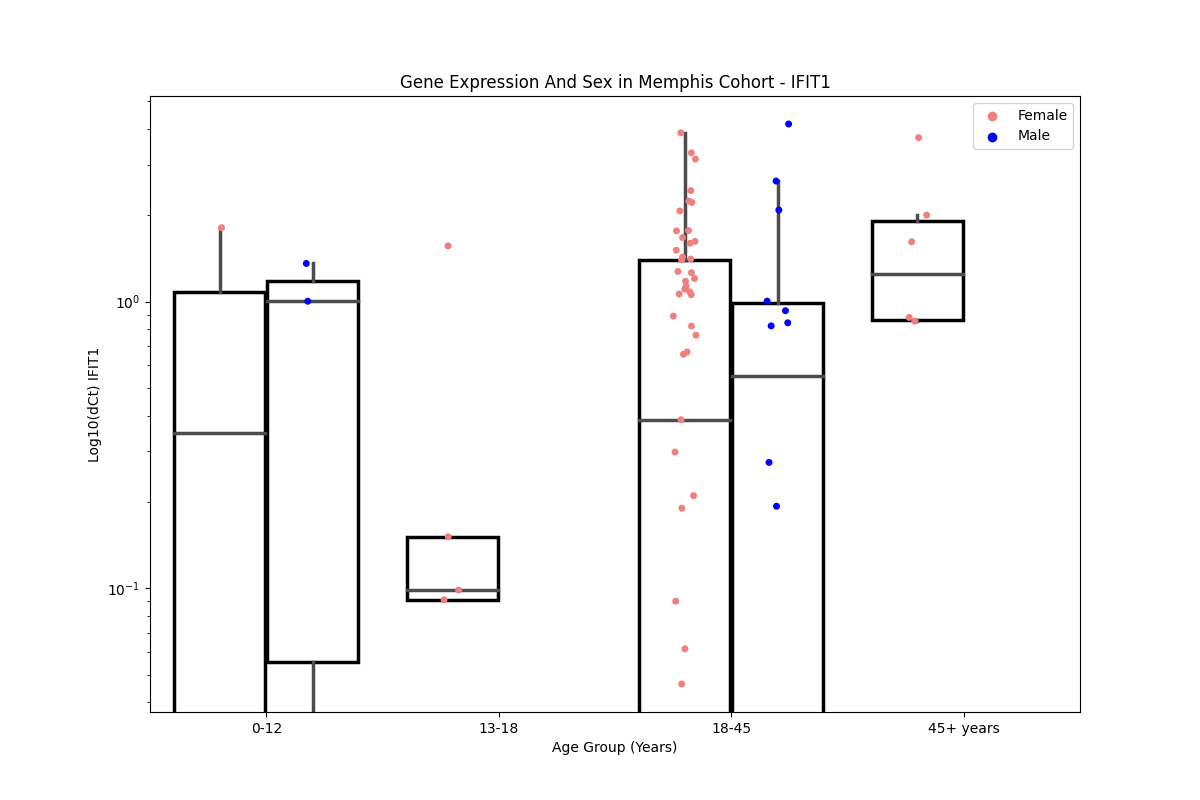 Gene Expression And Sex in Memphis Cohort - IFIT1
Female
Male
Log10(dCt) IFIT1
10⁰
10⁻¹
0-12
13-18
18-45
45+ years
Age Group (Years)